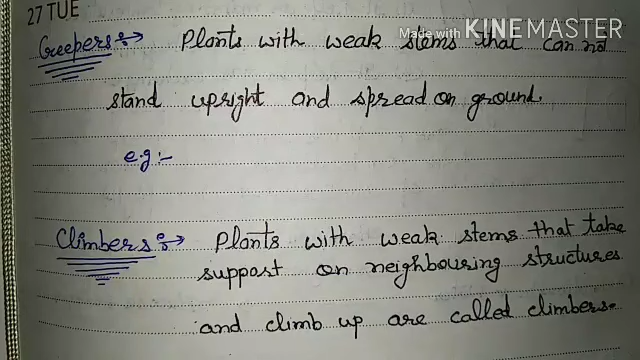 27 TUE
Made with KINEMASTER
Creepers :→ Plants with weak stems that can not
stand upright and spread on ground.
e.g :-
Climbers :→ Plants with weak stems that take
support on neighbouring structures
and climb up are called climbers.